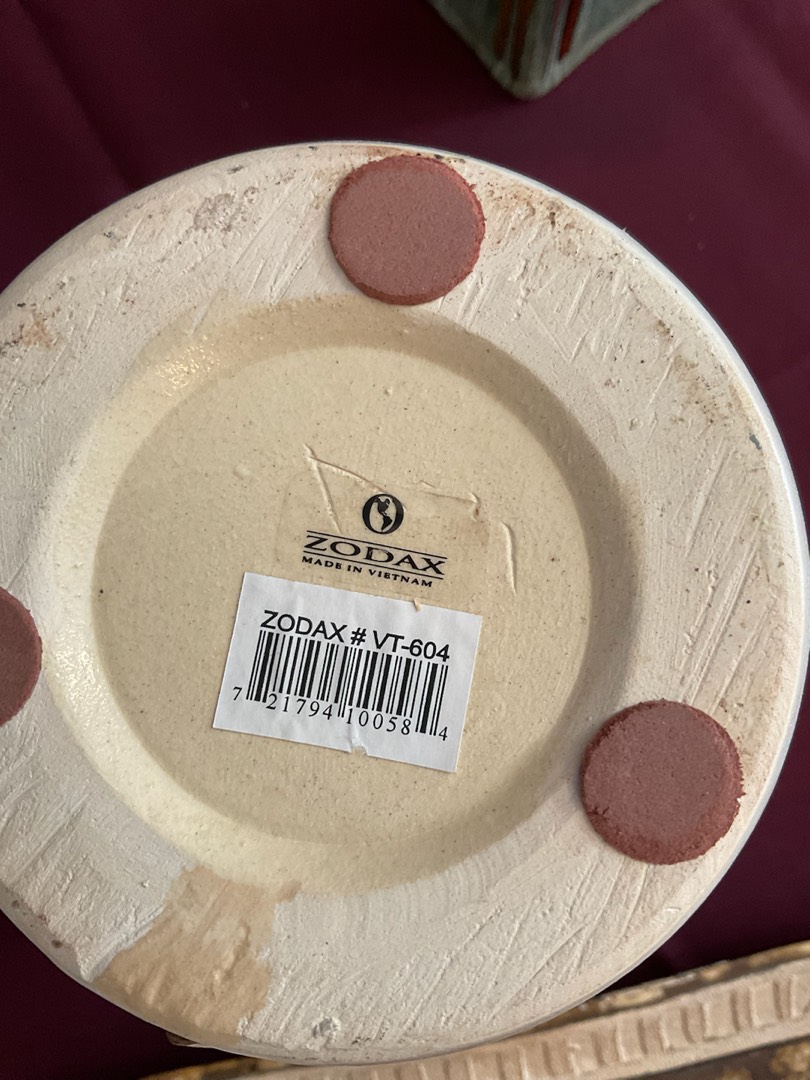 ZODAX
MADE IN VIETNAM
ZODAX # VT-604
7 21794 10058 4